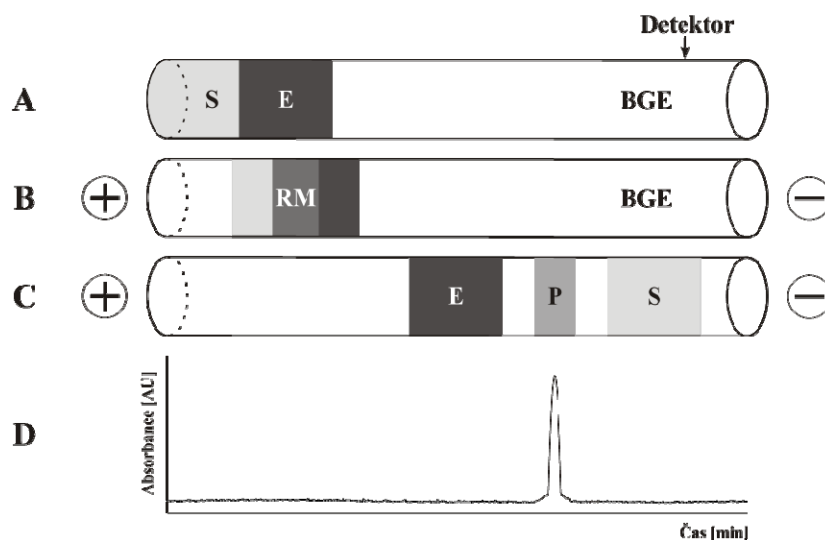 Detektor
A S E BGE
B + RM BGE −
C + E P S −
D
Absorbance [AU]
Čas [min]